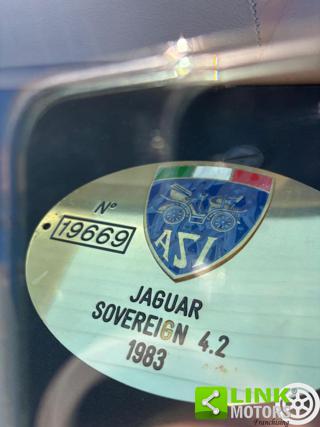 N°
19669
ASI
JAGUAR
SOVEREIGN 4.2
1983
LINK
MOTORS
Franchising